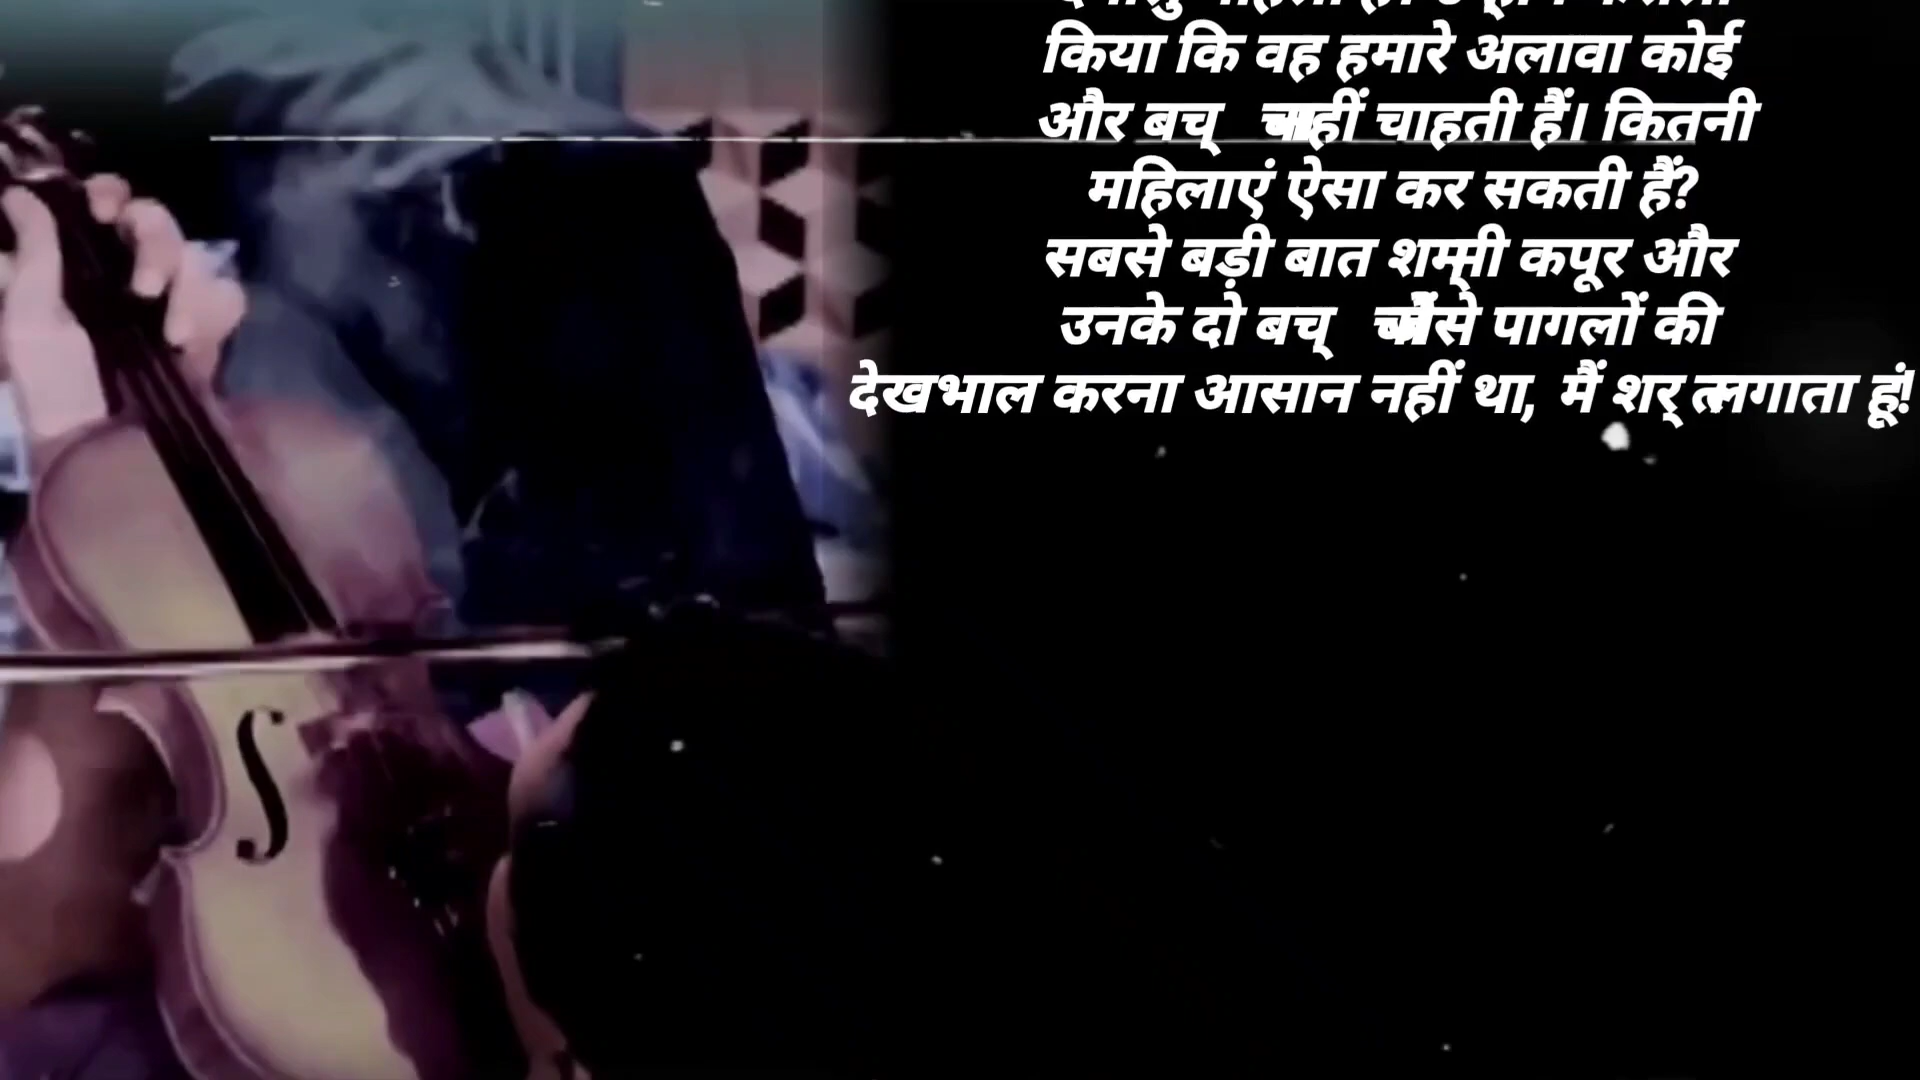 किया कि वह हमारे अलावा कोई
और बच्चा नहीं चाहती हैं। कितनी
महिलाएं ऐसा कर सकती हैं?
सबसे बड़ी बात शम्मी कपूर और
उनके दो बच्चों जैसे पागलों की
देखभाल करना आसान नहीं था, मैं शर्त लगाता हूं!